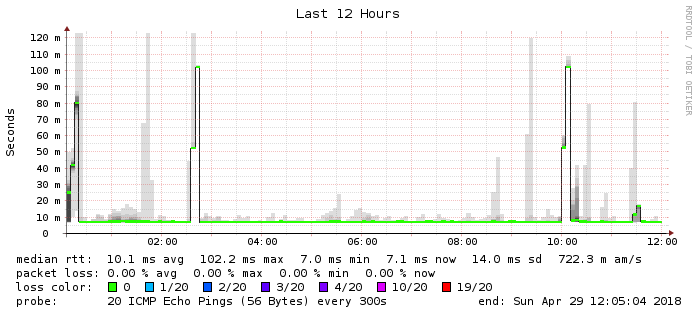 Last 12 Hours
RRDTOOL / TOBI OETIKER
Seconds
120 m
110 m
100 m
90 m
80 m
70 m
60 m
50 m
40 m
30 m
20 m
10 m
0
02:00 04:00 06:00 08:00 10:00 12:00
median rtt: 10.1 ms avg 102.2 ms max 7.0 ms min 7.1 ms now 14.0 ms sd 722.3 m am/s
packet loss: 0.00 % avg 0.00 % max 0.00 % min 0.00 % now
loss color: 0 1/20 2/20 3/20 4/20 10/20 19/20
probe: 20 ICMP Echo Pings (56 Bytes) every 300s end: Sun Apr 29 12:05:04 2018